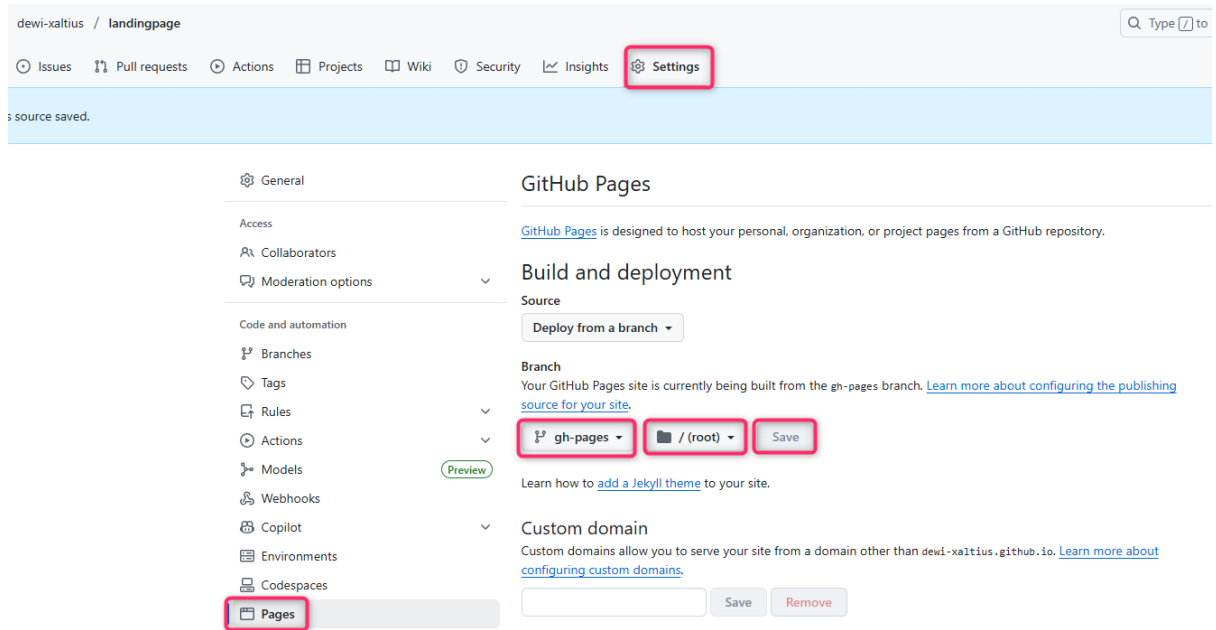 dewi-xaltius / landingpage
Type / to
Issues Pull requests Actions Projects Wiki Security Insights Settings
s source saved.
General
Access
Collaborators
Moderation options
Code and automation
Branches
Tags
Rules
Actions
Models Preview
Webhooks
Copilot
Environments
Codespaces
Pages
GitHub Pages
GitHub Pages is designed to host your personal, organization, or project pages from a GitHub repository.
Build and deployment
Source
Deploy from a branch
Branch
Your GitHub Pages site is currently being built from the gh-pages branch. Learn more about configuring the publishing
source for your site.
gh-pages / (root) Save
Learn how to add a Jekyll theme to your site.
Custom domain
Custom domains allow you to serve your site from a domain other than dewi-xaltius.github.io. Learn more about
configuring custom domains.
Save Remove